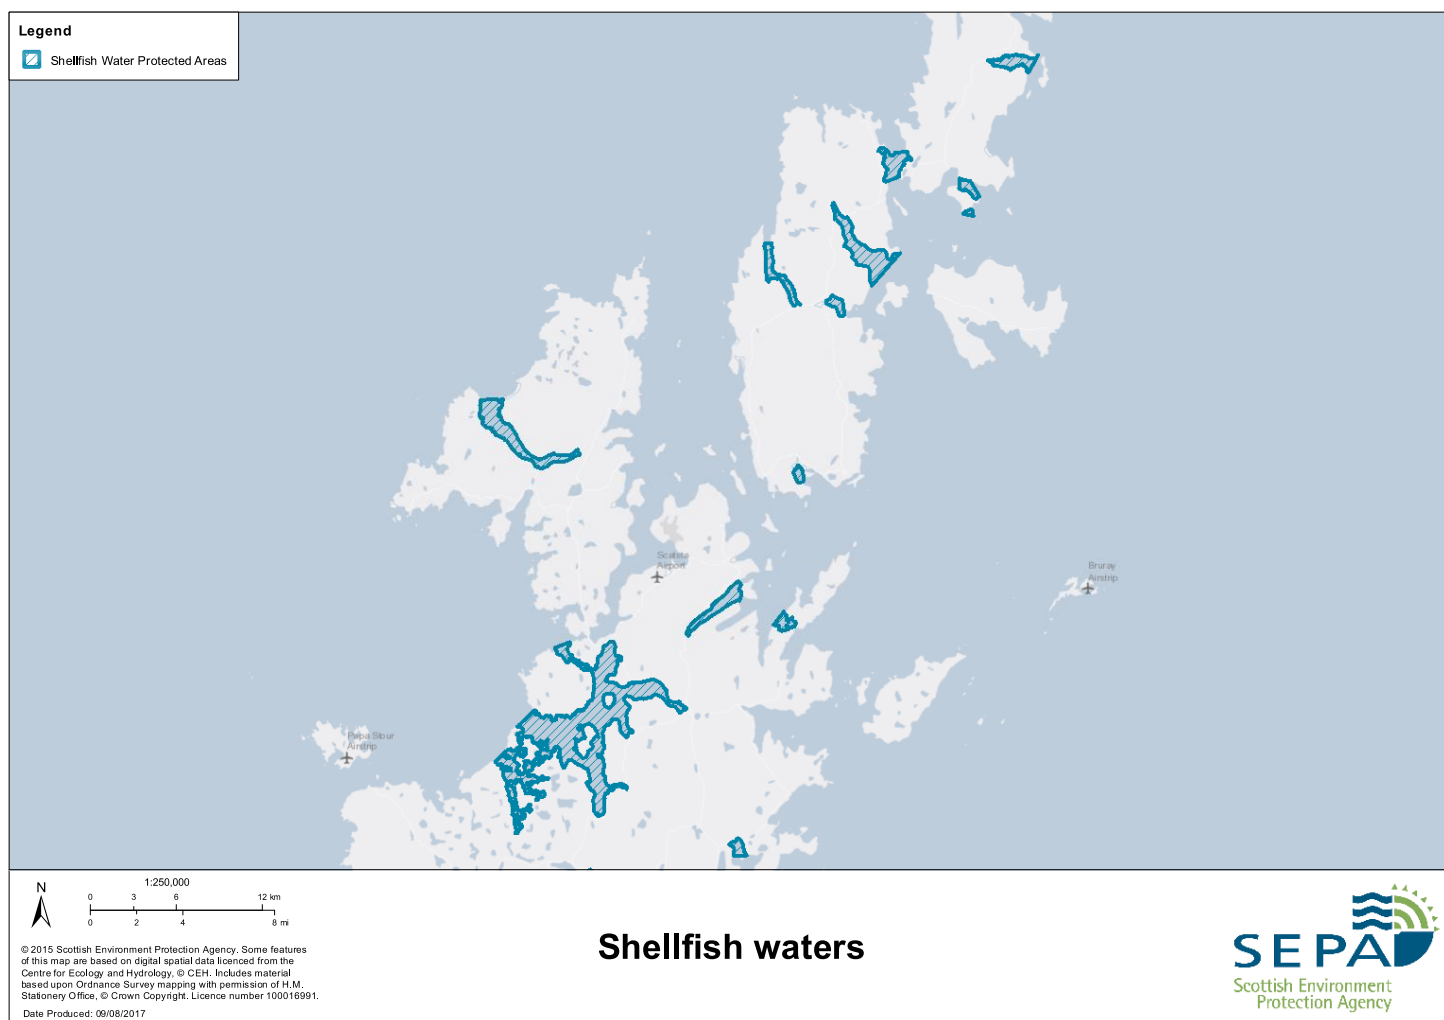 Legend
Shellfish Water Protected Areas
Scatsta
Airport
Bruray
Airstrip
Papa Stour
Airstrip
N
1:250,000
0 3 6 12 km
0 2 4 8 mi
© 2015 Scottish Environment Protection Agency. Some features
of this map are based on digital spatial data licenced from the
Centre for Ecology and Hydrology, © CEH. Includes material
based upon Ordnance Survey mapping with permission of H.M.
Stationery Office, © Crown Copyright. Licence number 100016991.
Date Produced: 09/08/2017
Shellfish waters
SEPA
Scottish Environment
Protection Agency